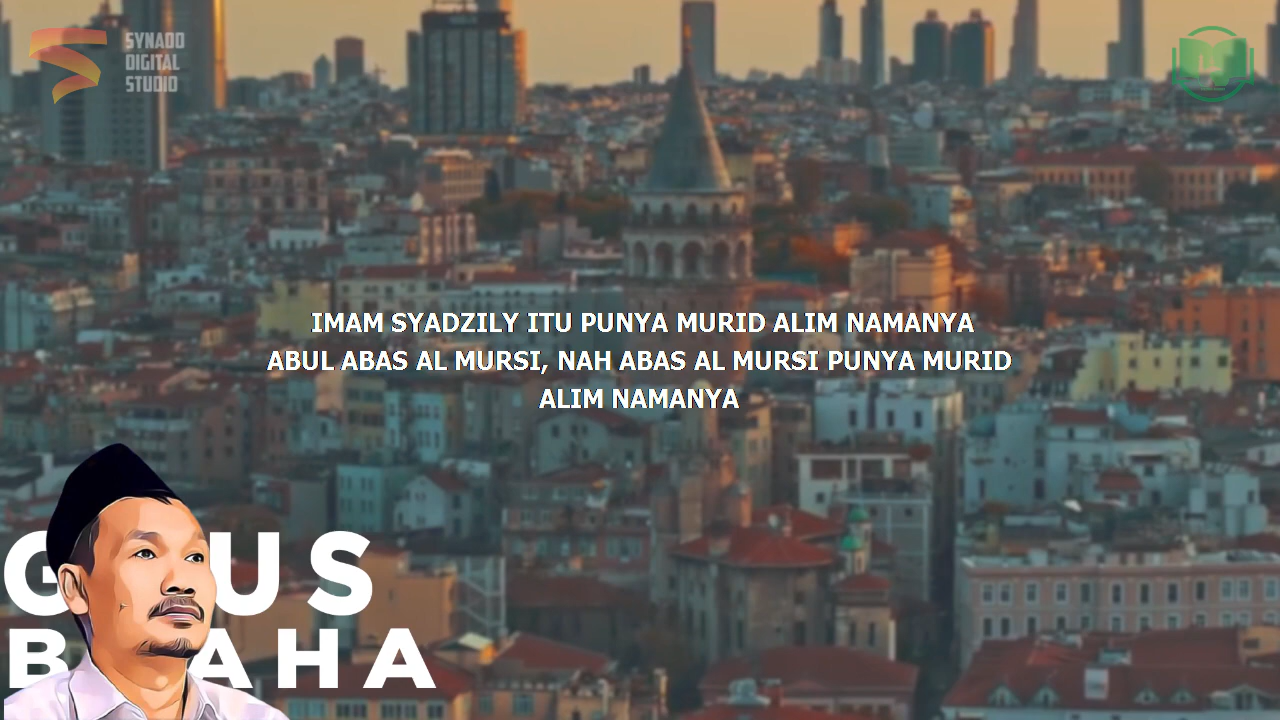 SYNADD
DIGITAL
STUDIO
IMAM SYADZILY ITU PUNYA MURID ALIM NAMANYA
ABUL ABAS AL MURSI, NAH ABAS AL MURSI PUNYA MURID
ALIM NAMANYA
GUS
BAHA